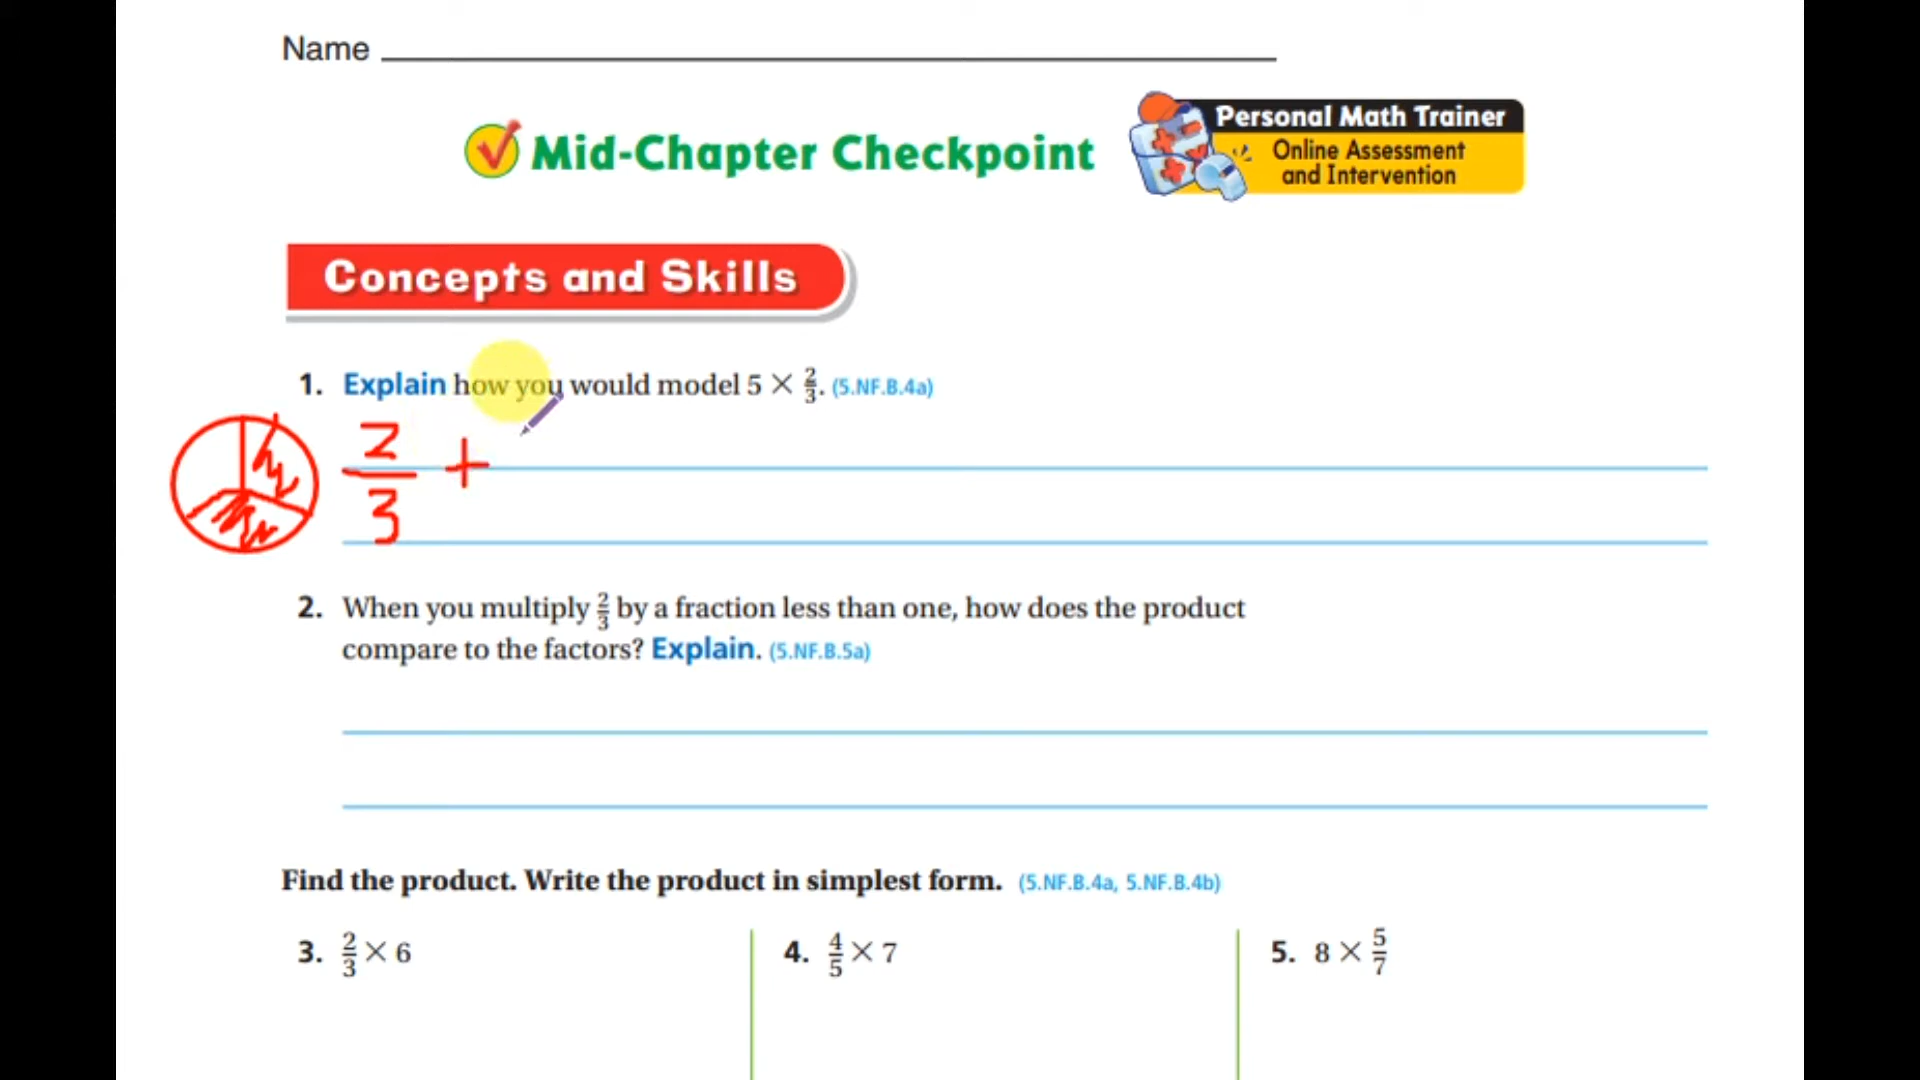 Name
Mid-Chapter Checkpoint
Personal Math Trainer
Online Assessment
and Intervention
Concepts and Skills
1. Explain how you would model 5 × 2/3. (5.NF.B.4a)
2/3 +
2. When you multiply 2/3 by a fraction less than one, how does the product
compare to the factors? Explain. (5.NF.B.5a)
Find the product. Write the product in simplest form. (5.NF.B.4a, 5.NF.B.4b)
3. 2/3 × 6
4. 4/5 × 7
5. 8 × 5/7